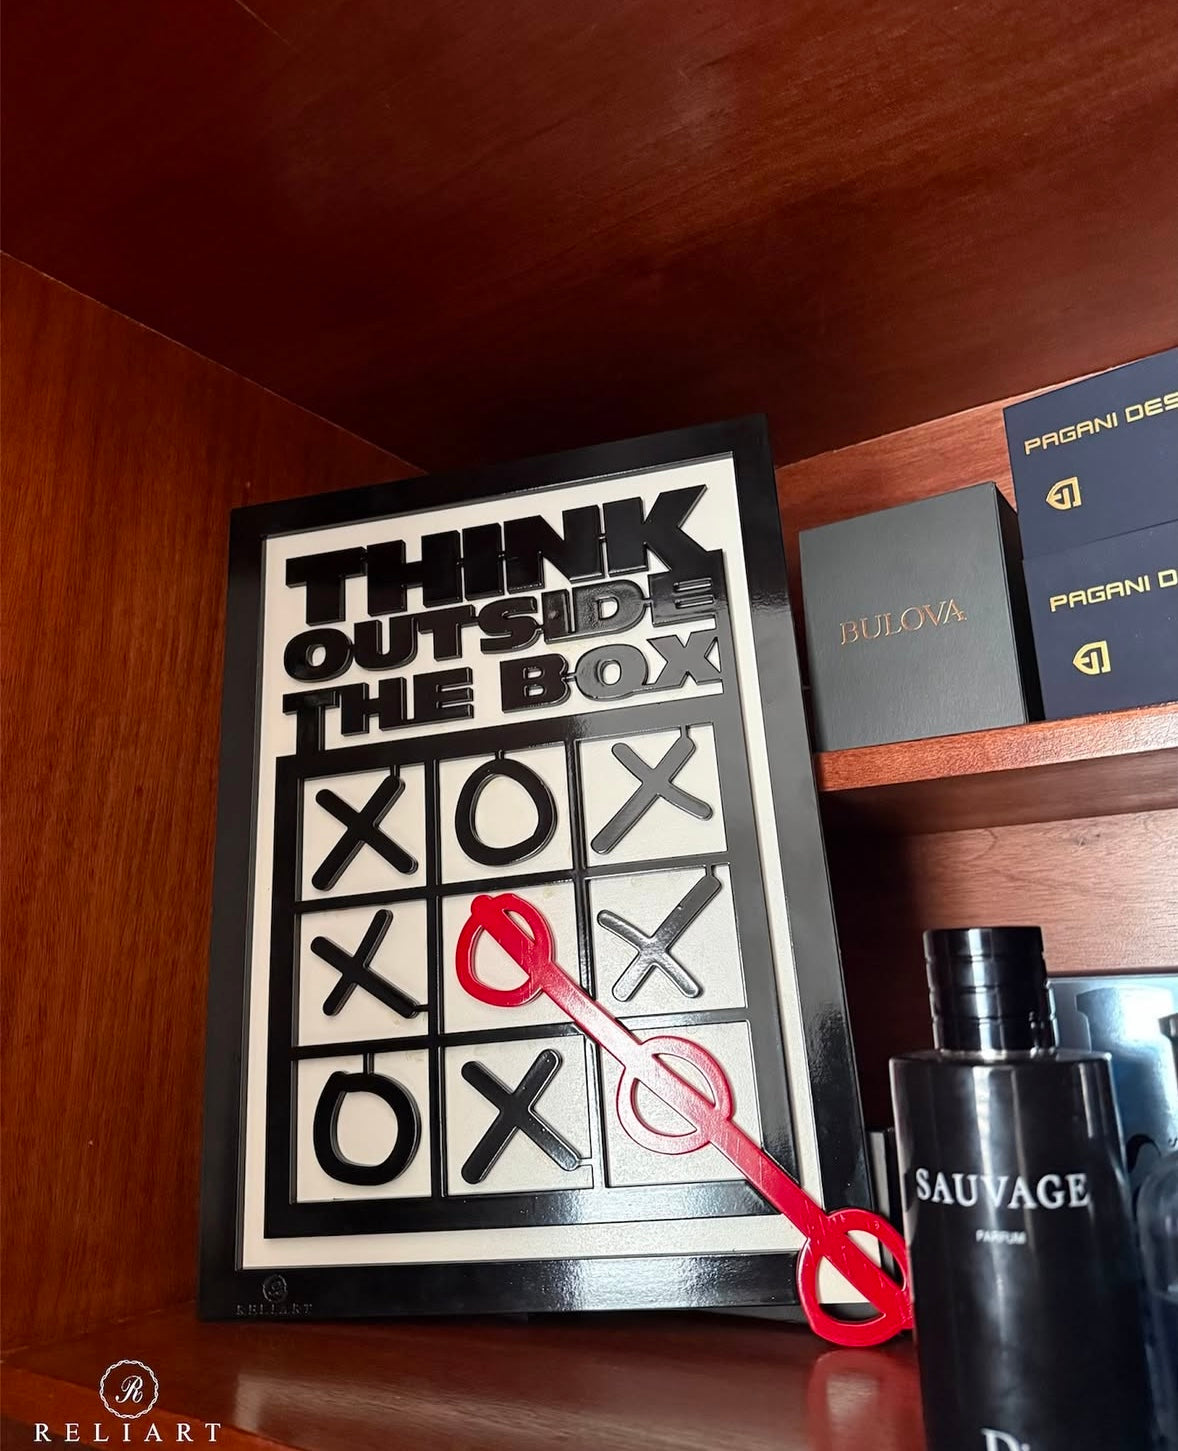 THINK
OUTSIDE
THE BOX
X O X
X O X
O X O
O
RELIART
BULOVA
PAGANI DES
PAGANI D
SAUVAGE
PARFUM
D
R
RELIART